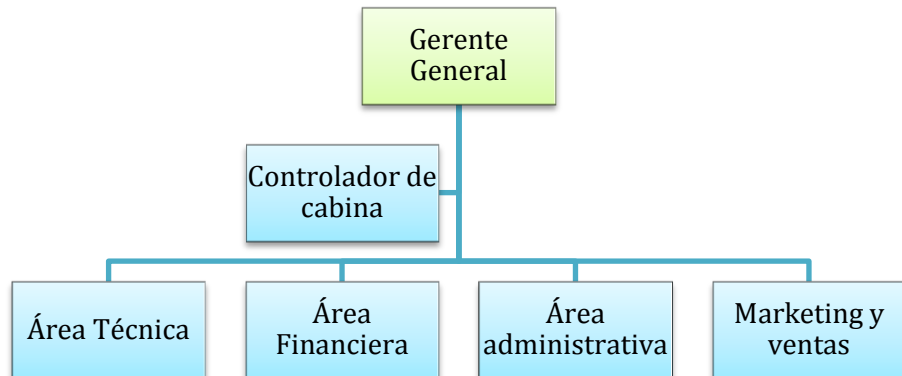 Gerente
General
Controlador de
cabina
Área Técnica
Área
Financiera
Área
administrativa
Marketing y
ventas